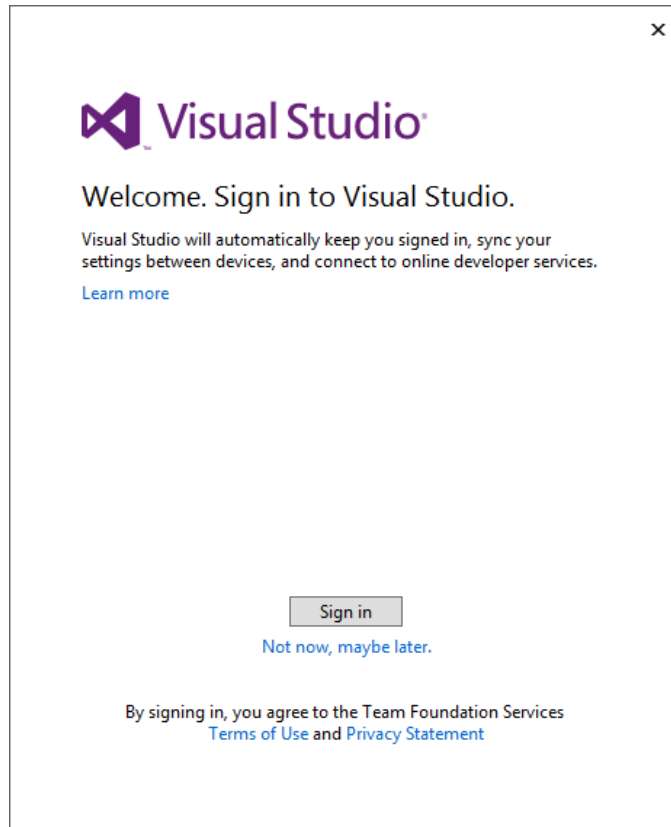 Visual Studio®
™
Welcome. Sign in to Visual Studio.
Visual Studio will automatically keep you signed in, sync your
settings between devices, and connect to online developer services.
Learn more
Sign in
Not now, maybe later.
By signing in, you agree to the Team Foundation Services
Terms of Use and Privacy Statement